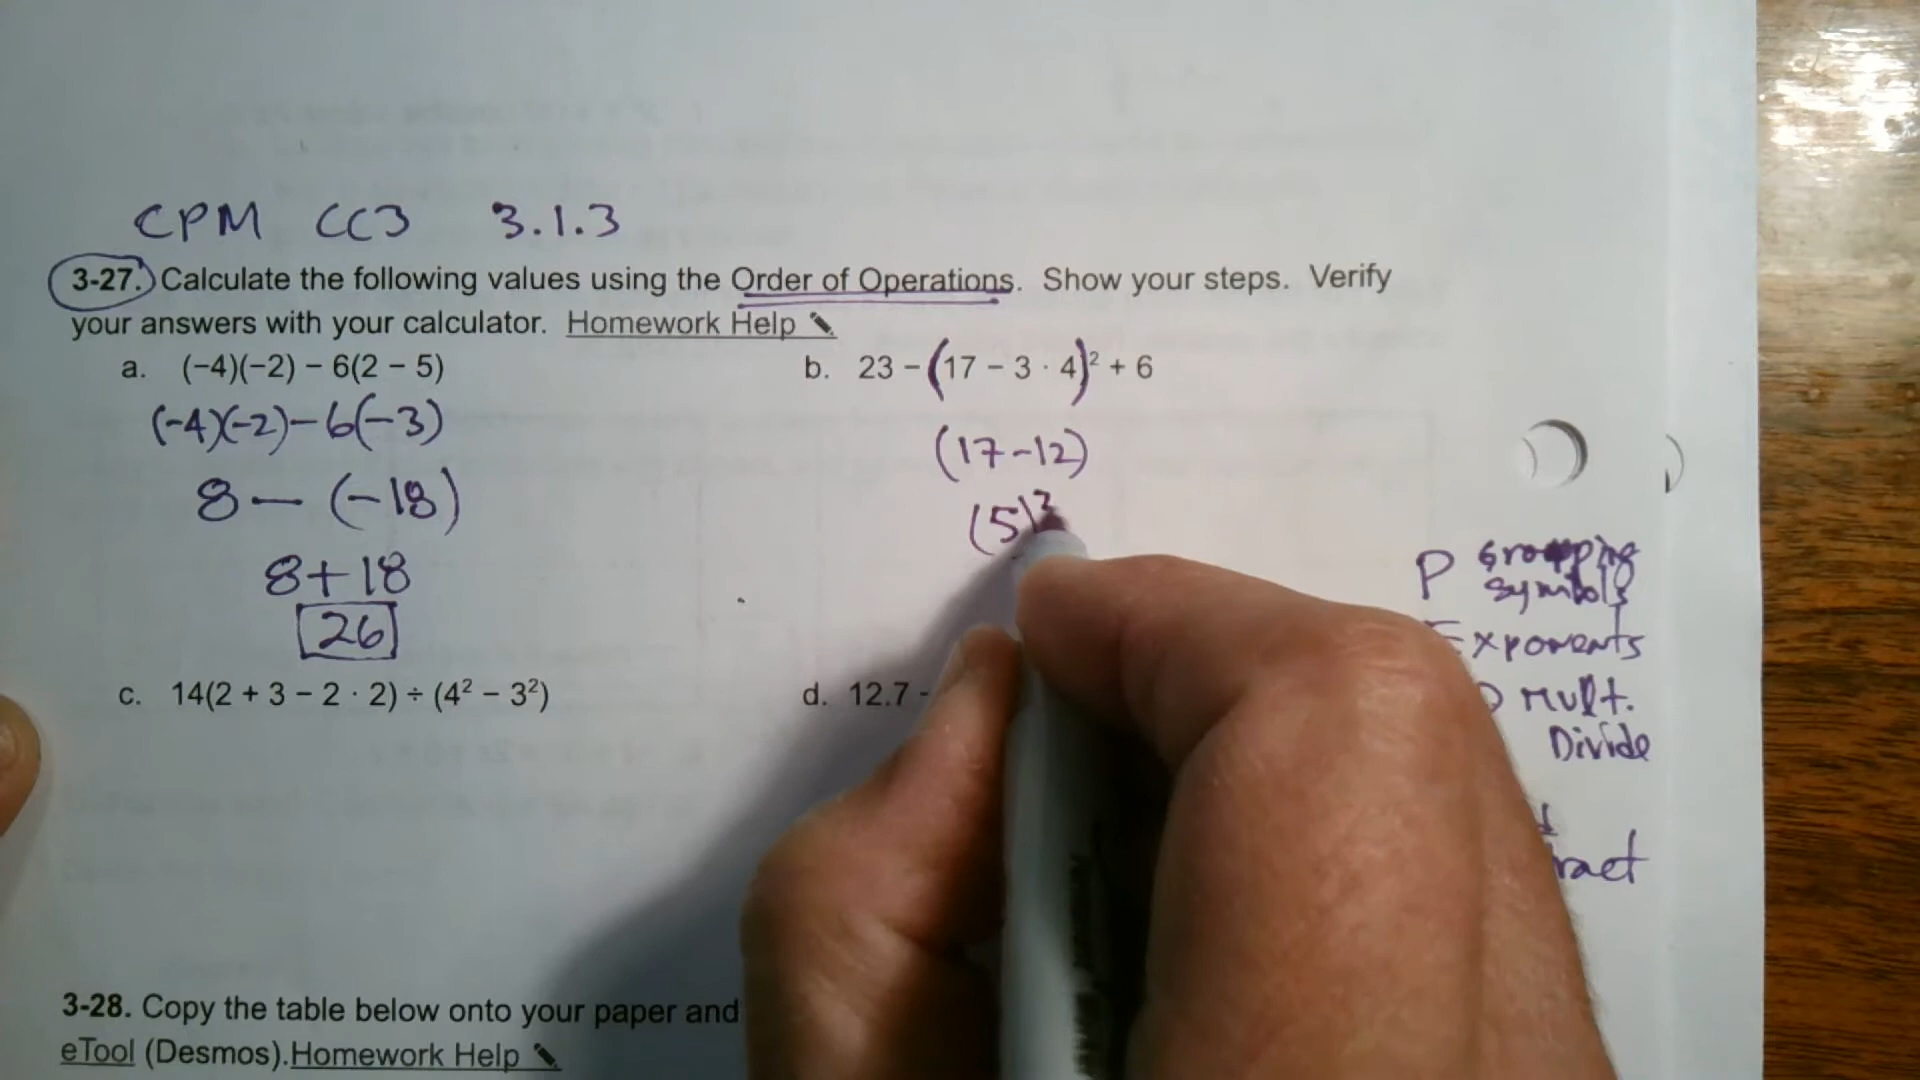 CPM CC3 3.1.3
3-27. Calculate the following values using the Order of Operations. Show your steps. Verify
your answers with your calculator. Homework Help
a. (−4)(−2) − 6(2 − 5)
(-4)(-2)-6(-3)
8 - (-18)
8+18
26
b. 23 − (17 − 3 · 4)² + 6
(17-12)
(5)²
c. 14(2 + 3 − 2 · 2) ÷ (4² − 3²)
d. 12.7 -
P Grouping
Symbols
Exponents
Mult.
Divide
3-28. Copy the table below onto your paper and
eTool (Desmos). Homework Help